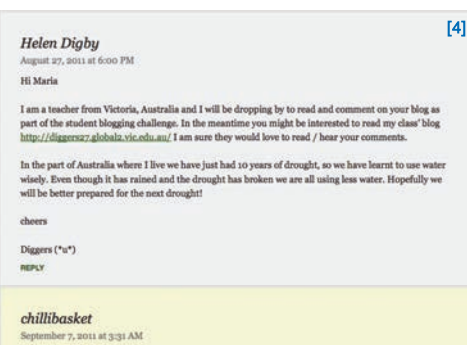 [4]
Helen Digby
August 27, 2011 at 6:00 PM
Hi Maria
I am a teacher from Victoria, Australia and I will be dropping by to read and comment on your blog as
part of the student blogging challenge. In the meantime you might be interested to read my class' blog
http://diggers27.global2.vic.edu.au/ I am sure they would love to read / hear your comments.
In the part of Australia where I live we have just had 10 years of drought, so we have learnt to use water
wisely. Even though it has rained and the drought has broken we are all using less water. Hopefully we
will be better prepared for the next drought!
cheers
Diggers (*u*)
REPLY
chillibasket
September 7, 2011 at 3:31 AM